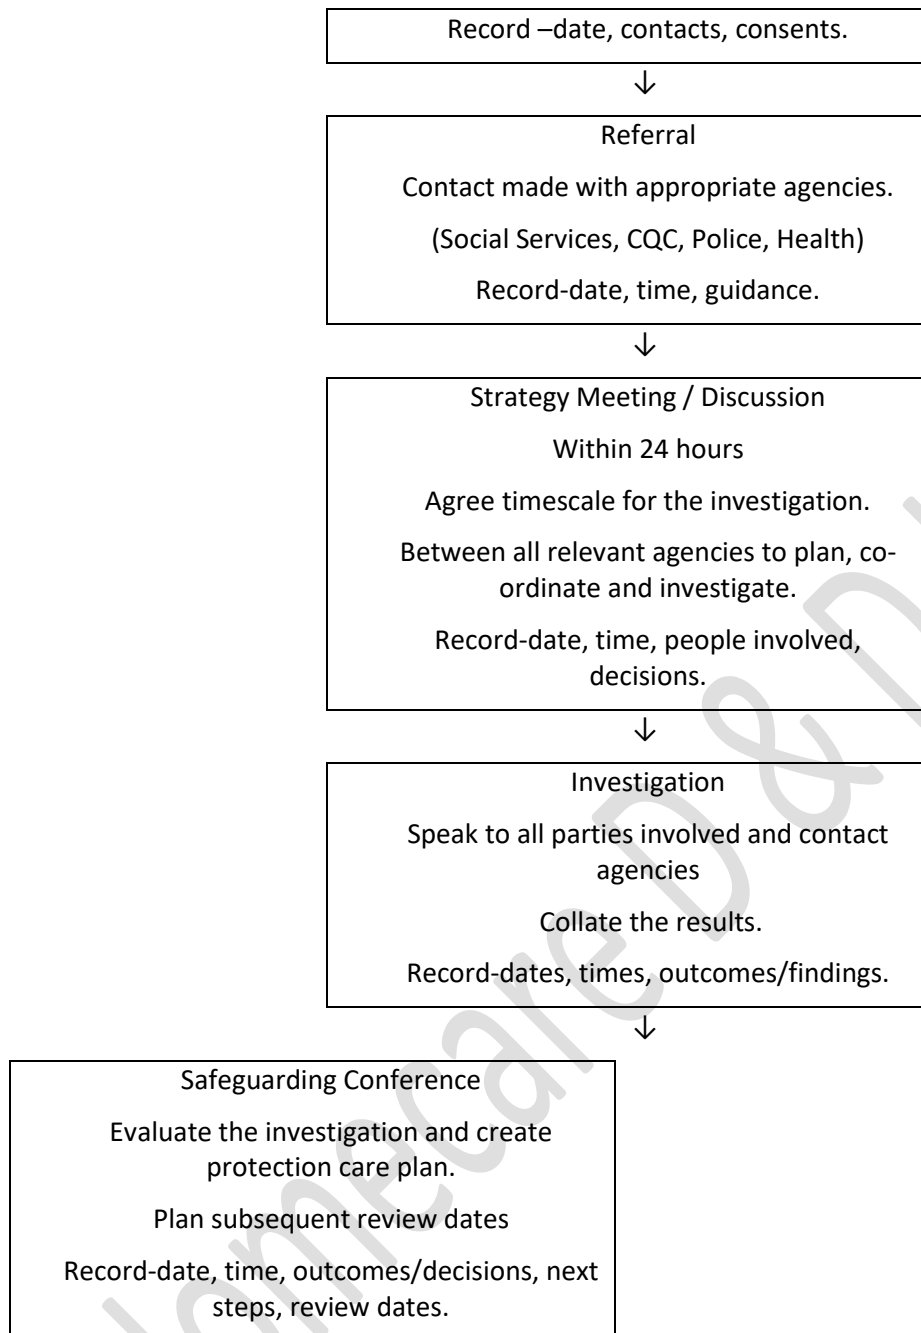 Record –date, contacts, consents.
↓
Referral
Contact made with appropriate agencies.
(Social Services, CQC, Police, Health)
Record-date, time, guidance.
↓
Strategy Meeting / Discussion
Within 24 hours
Agree timescale for the investigation.
Between all relevant agencies to plan, co-
ordinate and investigate.
Record-date, time, people involved,
decisions.
↓
Investigation
Speak to all parties involved and contact
agencies
Collate the results.
Record-dates, times, outcomes/findings.
↓
Safeguarding Conference
Evaluate the investigation and create
protection care plan.
Plan subsequent review dates
Record-date, time, outcomes/decisions, next
steps, review dates.
Homecare D &